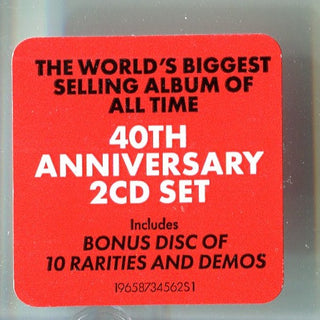 THE WORLD'S BIGGEST
SELLING ALBUM OF
ALL TIME
40TH
ANNIVERSARY
2CD SET
Includes
BONUS DISC OF
10 RARITIES AND DEMOS
19658734562S1